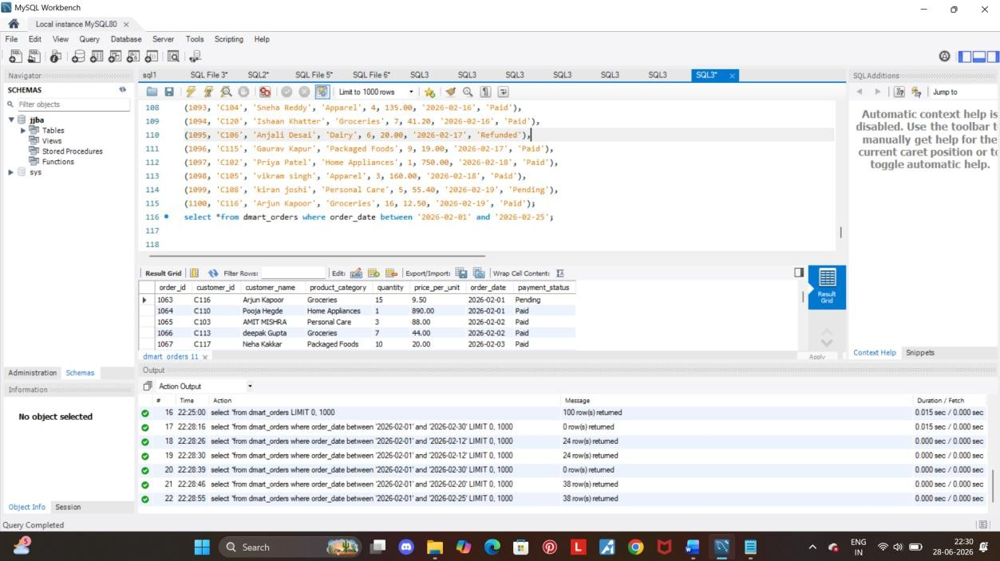 MySQL Workbench
Local instance MySQL80
File Edit View Query Database Server Tools Scripting Help
Navigator
SCHEMAS
Filter objects
jjba
Tables
Views
Stored Procedures
Functions
sys
Administration Schemas
Information
No object selected
Object Info Session
Query Completed
sql1 SQL File 3* SQL2* SQL File 5* SQL File 6* SQL3 SQL3 SQL3 SQL3 SQL3 SQL3 SQL3*
Limit to 1000 rows
108 (1093, 'C104', 'Sneha Reddy', 'Apparel', 4, 135.00, '2026-02-16', 'Paid'),
109 (1094, 'C120', 'Ishaan Khatter', 'Groceries', 7, 41.20, '2026-02-16', 'Paid'),
110 (1095, 'C106', 'Anjali Desai', 'Dairy', 6, 20.00, '2026-02-17', 'Refunded'),
111 (1096, 'C115', 'Gaurav Kapur', 'Packaged Foods', 9, 19.00, '2026-02-17', 'Paid'),
112 (1097, 'C102', 'Priya Patel', 'Home Appliances', 1, 750.00, '2026-02-18', 'Paid'),
113 (1098, 'C105', 'vikram singh', 'Apparel', 3, 160.00, '2026-02-18', 'Paid'),
114 (1099, 'C108', 'kiran joshi', 'Personal Care', 5, 55.40, '2026-02-19', 'Pending'),
115 (1100, 'C116', 'Arjun Kapoor', 'Groceries', 16, 12.50, '2026-02-19', 'Paid');
116 select *from dmart_orders where order_date between '2026-02-01' and '2026-02-25';
117
118
Result Grid Filter Rows: Edit: Export/Import: Wrap Cell Content:
order_id customer_id customer_name product_category quantity price_per_unit order_date payment_status
1063 C116 Arjun Kapoor Groceries 15 9.50 2026-02-01 Pending
1064 C110 Pooja Hegde Home Appliances 1 890.00 2026-02-01 Paid
1065 C103 AMIT MISHRA Personal Care 3 88.00 2026-02-02 Paid
1066 C113 deepak Gupta Groceries 7 44.00 2026-02-02 Paid
1067 C117 Neha Kakkar Packaged Foods 10 20.00 2026-02-03 Paid
Result
Grid
dmart_orders 11
Apply
SQLAdditions
Jump to
Automatic context help is
disabled. Use the toolbar t
manually get help for the
current caret position or to
toggle automatic help.
Context Help Snippets
Output
Action Output
# Time Action Message Duration / Fetch
16 22:25:00 select *from dmart_orders LIMIT 0, 1000 100 row(s) returned 0.015 sec / 0.000 sec
17 22:28:16 select *from dmart_orders where order_date between '2026-02-01' and '2026-02-30' LIMIT 0, 1000 0 row(s) returned 0.015 sec / 0.000 sec
18 22:28:26 select *from dmart_orders where order_date between '2026-02-01' and '2026-02-12' LIMIT 0, 1000 24 row(s) returned 0.000 sec / 0.000 sec
19 22:28:30 select *from dmart_orders where order_date between '2026-02-01' and '2026-02-12' LIMIT 0, 1000 24 row(s) returned 0.000 sec / 0.000 sec
20 22:28:39 select *from dmart_orders where order_date between '2026-02-01' and '2026-02-30' LIMIT 0, 1000 0 row(s) returned 0.000 sec / 0.000 sec
21 22:28:46 select *from dmart_orders where order_date between '2026-02-01' and '2026-02-20' LIMIT 0, 1000 38 row(s) returned 0.000 sec / 0.000 sec
22 22:28:55 select *from dmart_orders where order_date between '2026-02-01' and '2026-02-25' LIMIT 0, 1000 38 row(s) returned 0.000 sec / 0.000 sec
5
Search
L
ENG
IN
22:30
28-06-2026